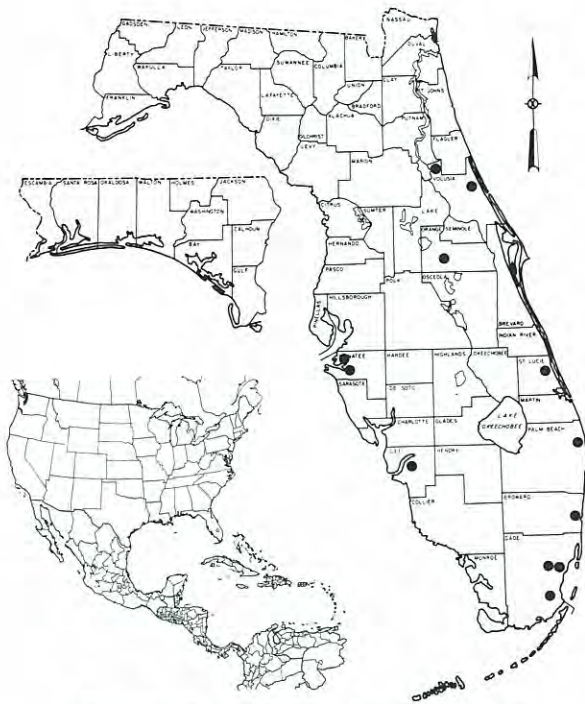 GADSDEN
LEON
JEFFERSON
MADISON
HAMILTON
NASSAU
BAKER
DUVAL
LIBERTY
WAKULLA
TAYLOR
SUWANNEE
COLUMBIA
FRANKLIN
LAFAYETTE
UNION
BRADFORD
CLAY
ST JOHNS
DIXIE
GILCHRIST
ALACHUA
PUTNAM
FLAGLER
LEVY
MARION
VOLUSIA
ESCAMBIA
SANTA ROSA
OKALOOSA
WALTON
HOLMES
JACKSON
WASHINGTON
BAY
CALHOUN
GULF
CITRUS
SUMTER
LAKE
HERNANDO
ORANGE
SEMINOLE
PASCO
OSCEOLA
POLK
HILLSBOROUGH
PINELLAS
BREVARD
INDIAN RIVER
ATEE
HARDEE
HIGHLANDS
OKEECHOBEE
ST LUCIE
SARASOTA
DE SOTO
MARTIN
CHARLOTTE
GLADES
LAKE
OKEECHOBEE
PALM BEACH
HENDRY
COLLIER
BROWARD
DADE
MONROE